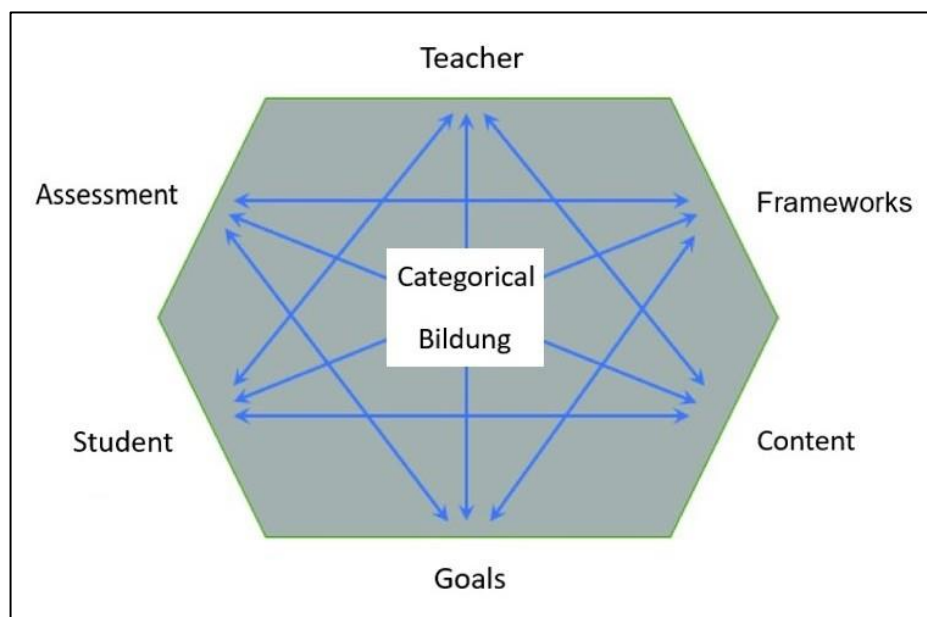 Teacher
Assessment
Frameworks
Categorical
Bildung
Student
Content
Goals